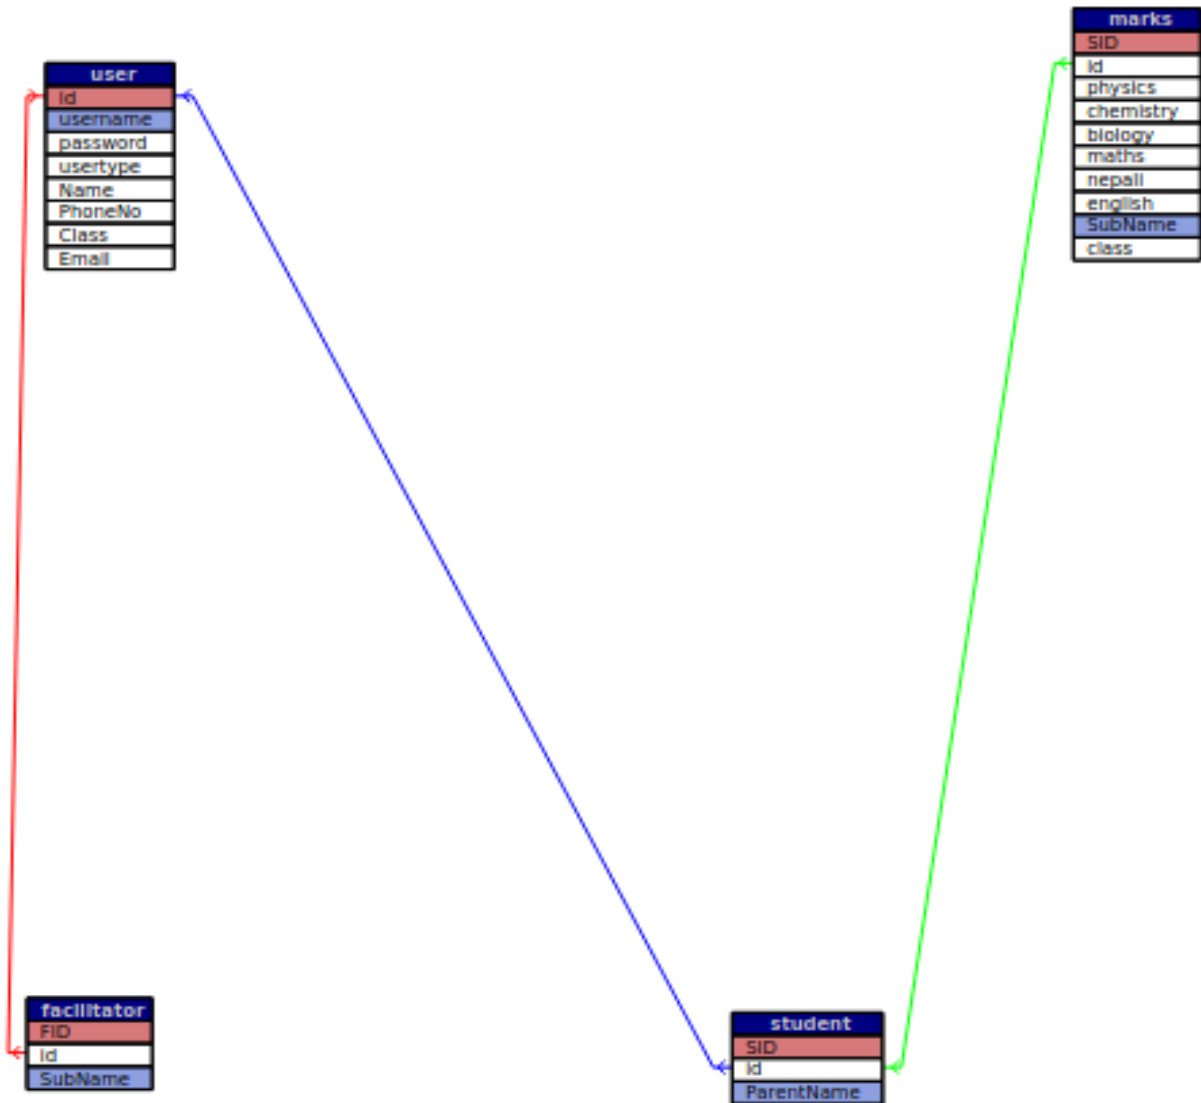 user
id
username
password
usertype
Name
PhoneNo
Class
Email
marks
SID
id
physics
chemistry
biology
maths
nepali
english
SubName
class
facilitator
FID
id
SubName
student
SID
id
ParentName